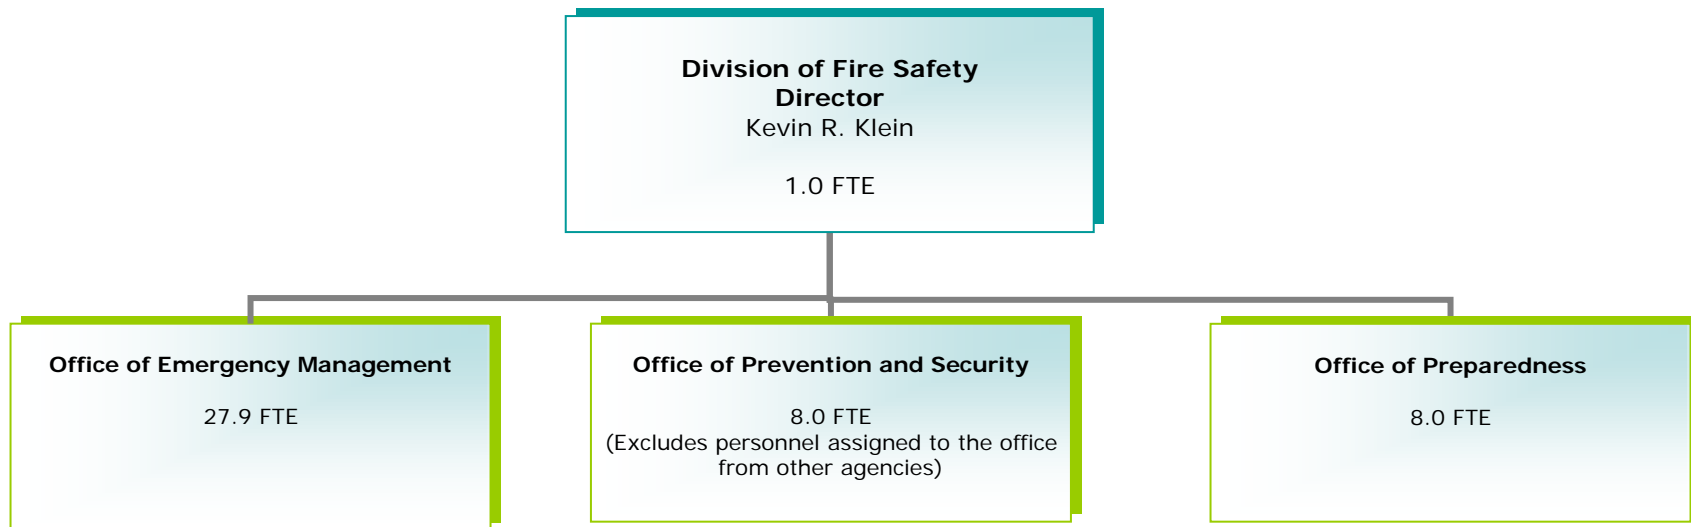 Division of Fire Safety
Director
Kevin R. Klein
1.0 FTE
Office of Emergency Management
27.9 FTE
Office of Prevention and Security
8.0 FTE
(Excludes personnel assigned to the office
from other agencies)
Office of Preparedness
8.0 FTE